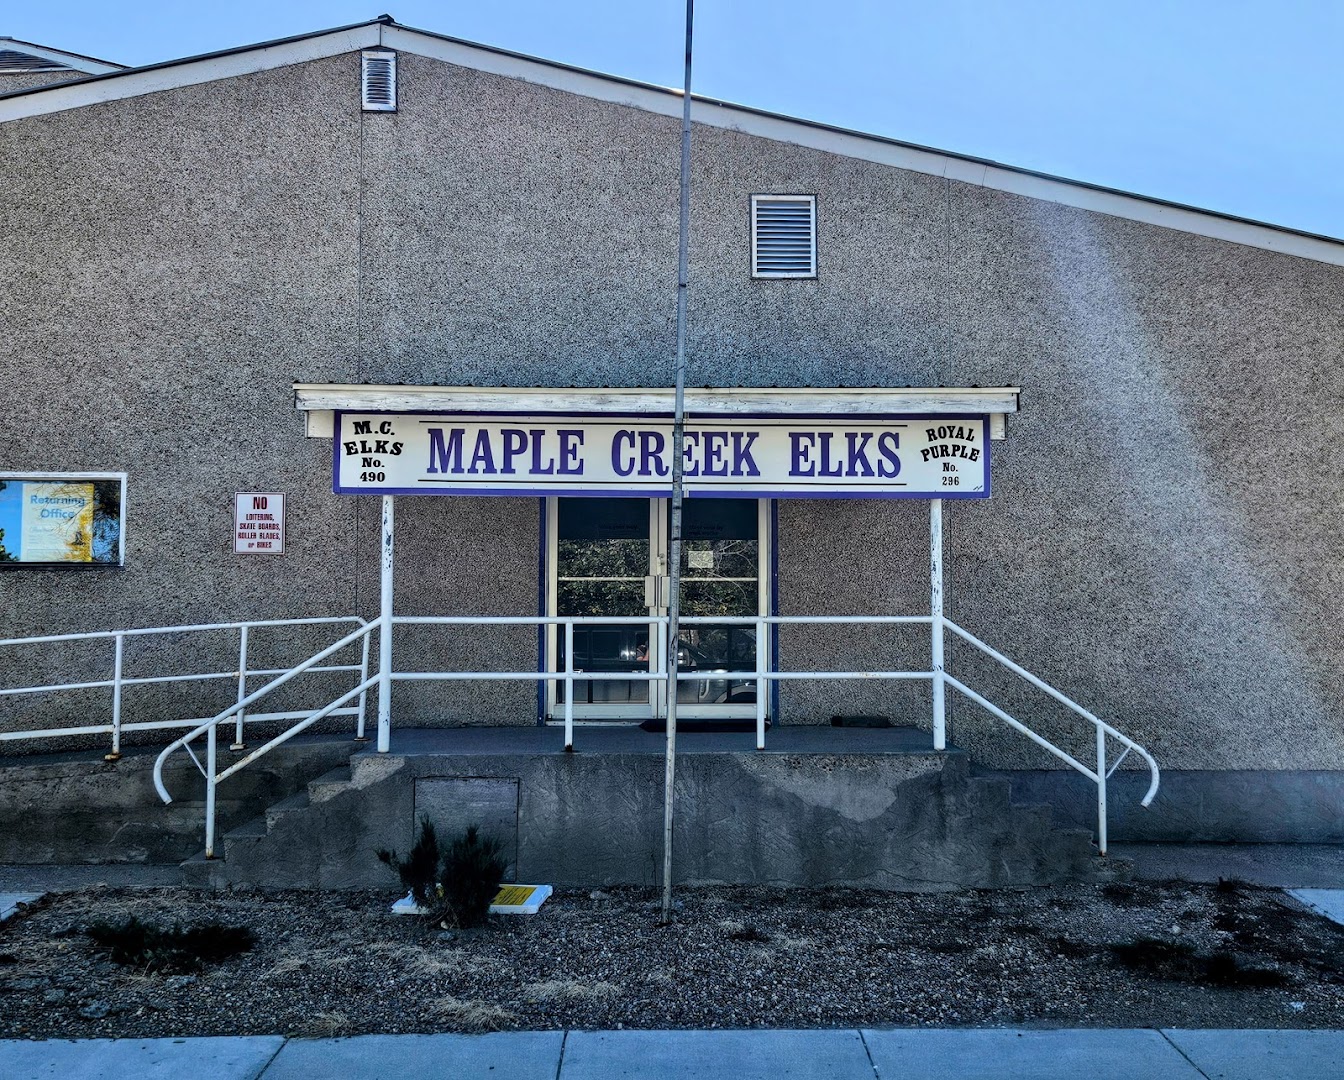 M.C.
ELKS
No.
490
MAPLE CREEK ELKS
ROYAL
PURPLE
No.
296
Returning
Office
NO
LOITERING,
SKATE BOARDS,
ROLLER BLADES,
or BIKES